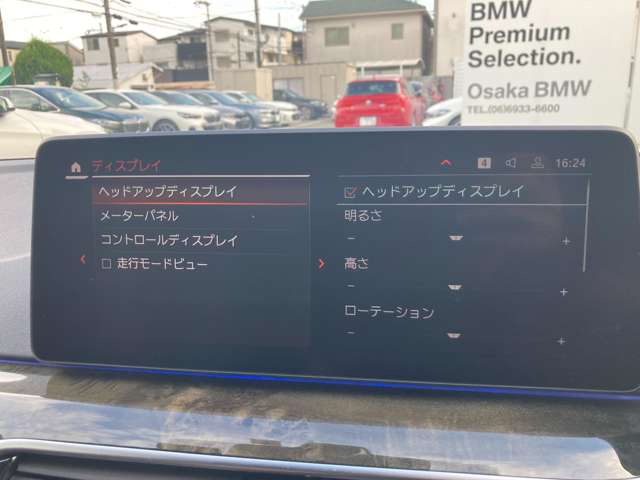 BMW
Premium
Selection.
Osaka BMW
TEL.(06)6933-6600
ディスプレイ
4
16:24
ヘッドアップディスプレイ
メーターパネル
コントロールディスプレイ
走行モードビュー
ヘッドアップディスプレイ
明るさ
− +
高さ
− +
ローテーション
− +